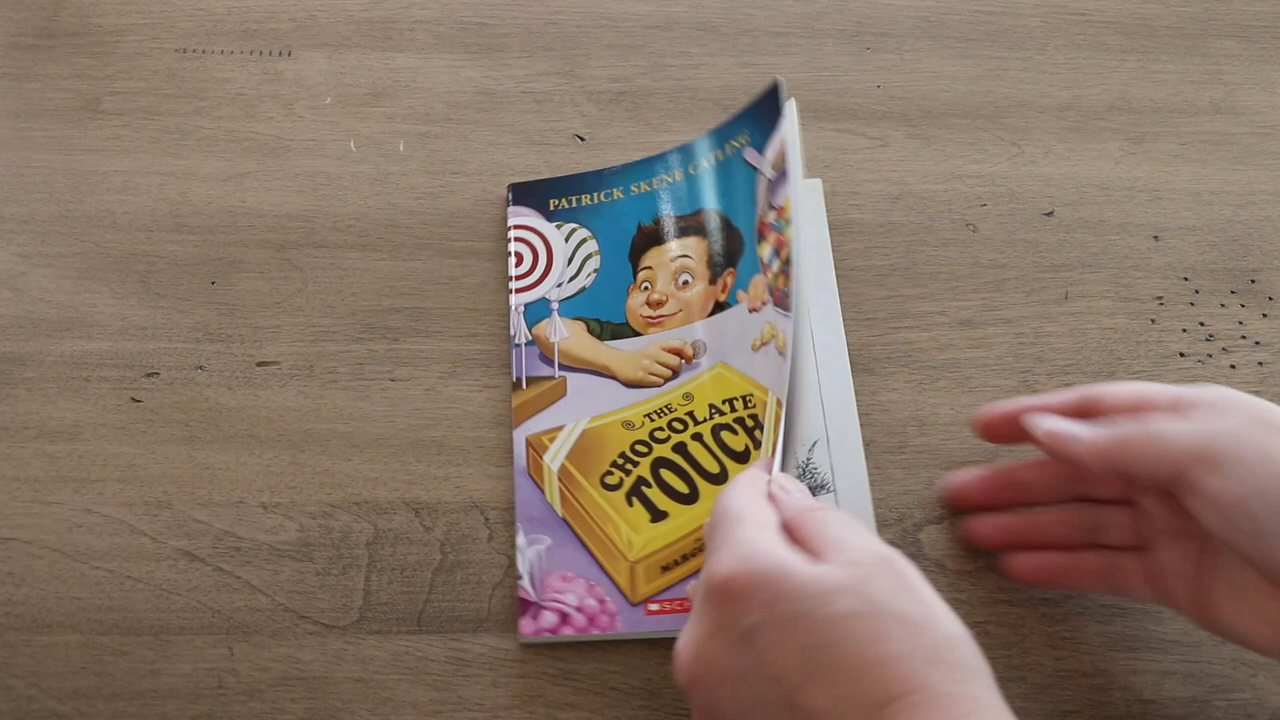 PATRICK SKENE CATLING
THE
CHOCOLATE
TOUCH